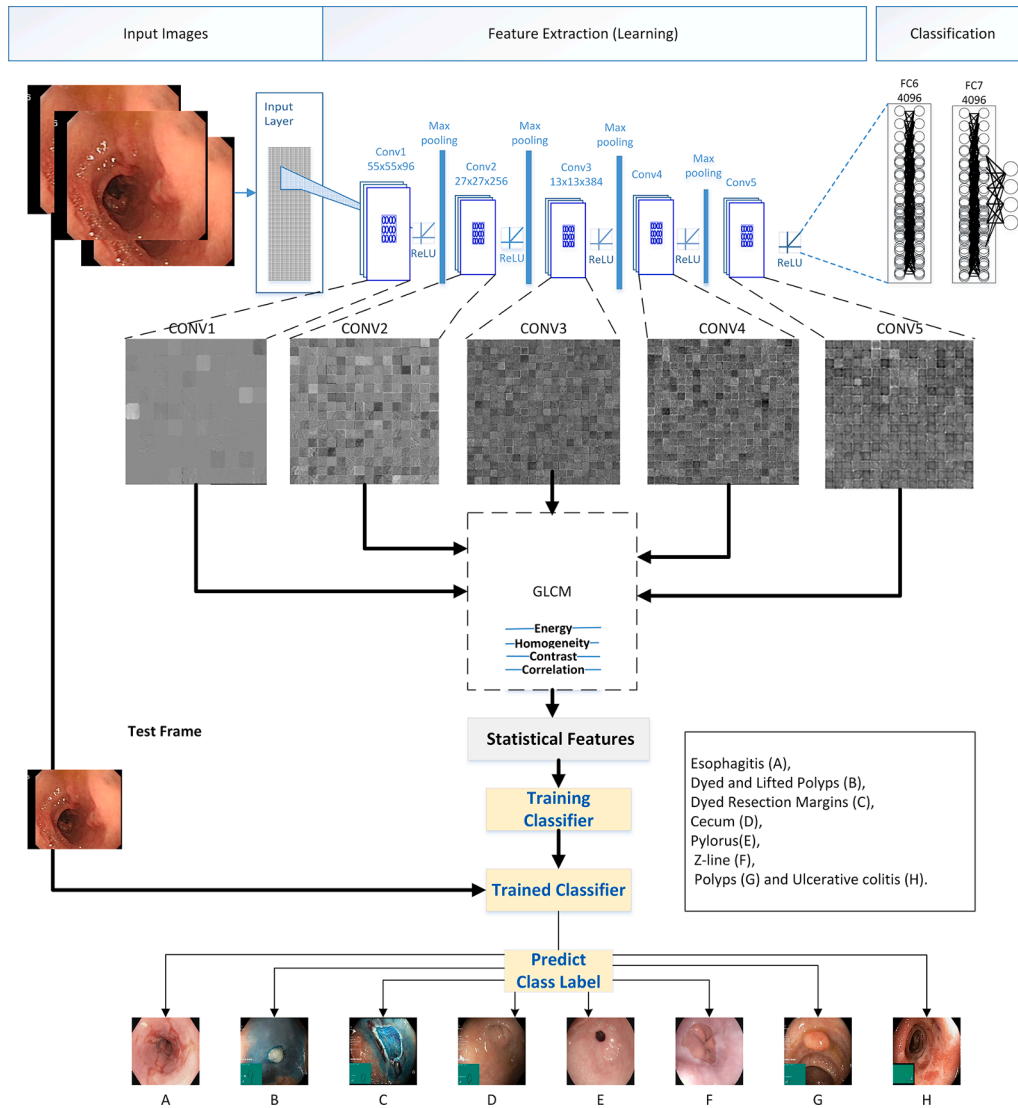 Input Images
Feature Extraction (Learning)
Classification
Input
Layer
Conv1
55x55x96
Max
pooling
Conv2
27x27x256
Max
pooling
Conv3
13x13x384
Max
pooling
Conv4
Max
pooling
Conv5
ReLU
ReLU
ReLU
ReLU
ReLU
FC6
4096
FC7
4096
CONV1
CONV2
CONV3
CONV4
CONV5
GLCM
Energy
Homogeneity
Contrast
Correlation
Statistical Features
Test Frame
Training
Classifier
Trained Classifier
Esophagitis (A),
Dyed and Lifted Polyps (B),
Dyed Resection Margins (C),
Cecum (D),
Pylorus(E),
Z-line (F),
Polyps (G) and Ulcerative colitis (H).
Predict
Class Label
A
B
C
D
E
F
G
H